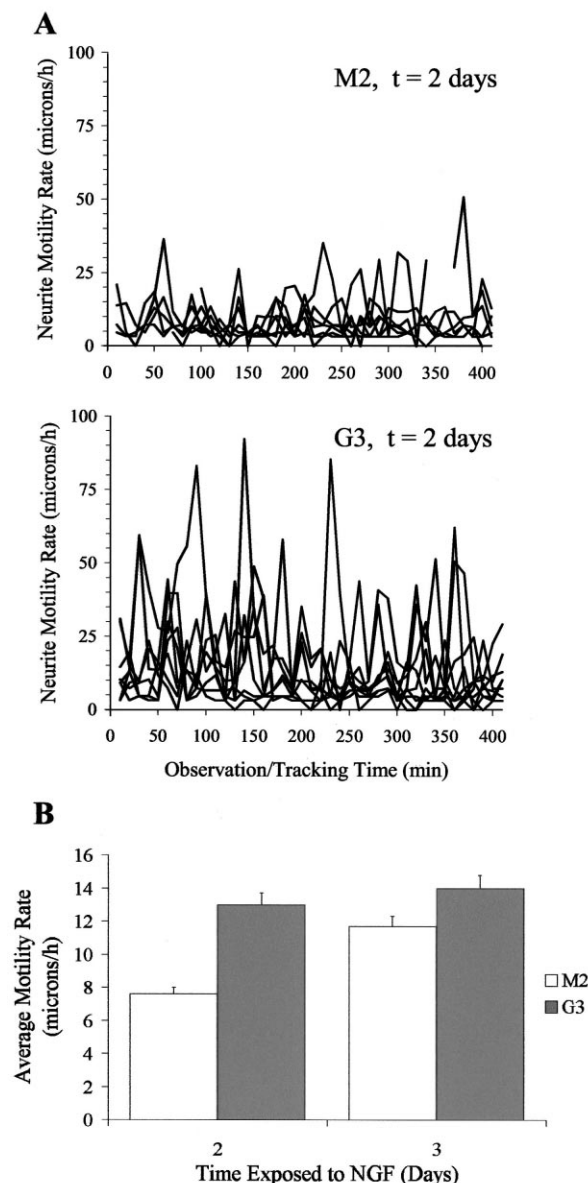 A
M2, t = 2 days
Neurite Motility Rate (microns/h)
100
75
50
25
0
0 50 100 150 200 250 300 350 400
G3, t = 2 days
Neurite Motility Rate (microns/h)
100
75
50
25
0
0 50 100 150 200 250 300 350 400
Observation/Tracking Time (min)
B
Average Motility Rate
(microns/h)
16
14
12
10
8
6
4
2
0
M2
G3
2 3
Time Exposed to NGF (Days)